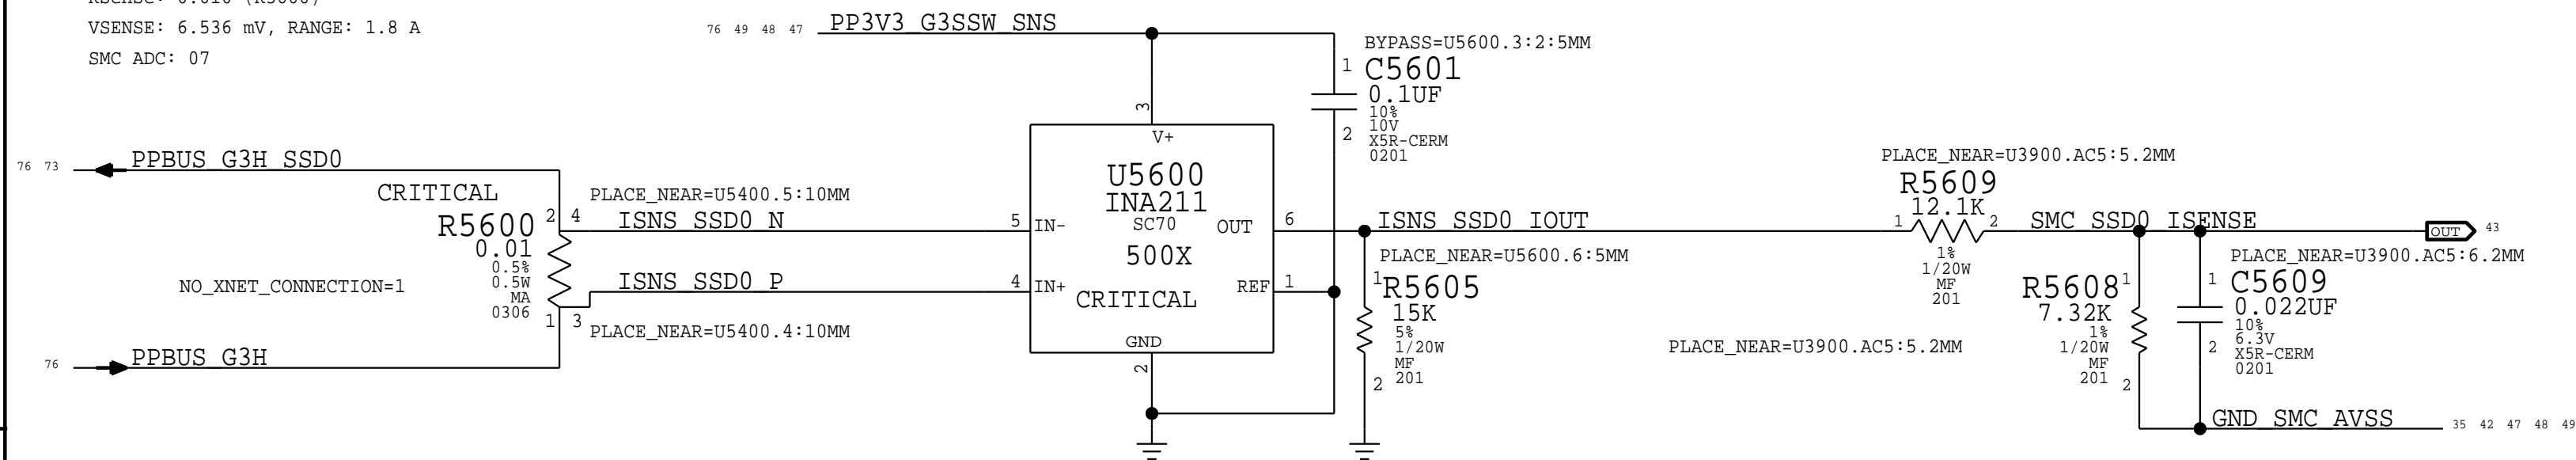 VSENSE: 6.536 mV, RANGE: 1.8 A
SMC ADC: 07
76 49 48 47 PP3V3_G3SSW_SNS
BYPASS=U5600.3:2:5MM
1 C5601
0.1UF
10%
10V
2 X5R-CERM
0201
3
V+
U5600
INA211
SC70
500X
CRITICAL
5 IN-
4 IN+
OUT 6
REF 1
GND
2
76 73 PPBUS_G3H_SSD0
CRITICAL
R5600
0.01
0.5%
0.5W
MA
0306
2 4
1 3
NO_XNET_CONNECTION=1
PLACE_NEAR=U5400.5:10MM
ISNS_SSD0_N
ISNS_SSD0_P
PLACE_NEAR=U5400.4:10MM
76 PPBUS_G3H
ISNS_SSD0_IOUT
PLACE_NEAR=U5600.6:5MM
1 R5605
15K
5%
1/20W
MF
2 201
PLACE_NEAR=U3900.AC5:5.2MM
R5609
12.1K
1 2
1%
1/20W
MF
201
SMC_SSD0_ISENSE
OUT 43
PLACE_NEAR=U3900.AC5:6.2MM
R5608 1
7.32K
1%
1/20W
MF
201 2
PLACE_NEAR=U3900.AC5:5.2MM
1 C5609
0.022UF
10%
6.3V
2 X5R-CERM
0201
GND_SMC_AVSS 35 42 47 48 49